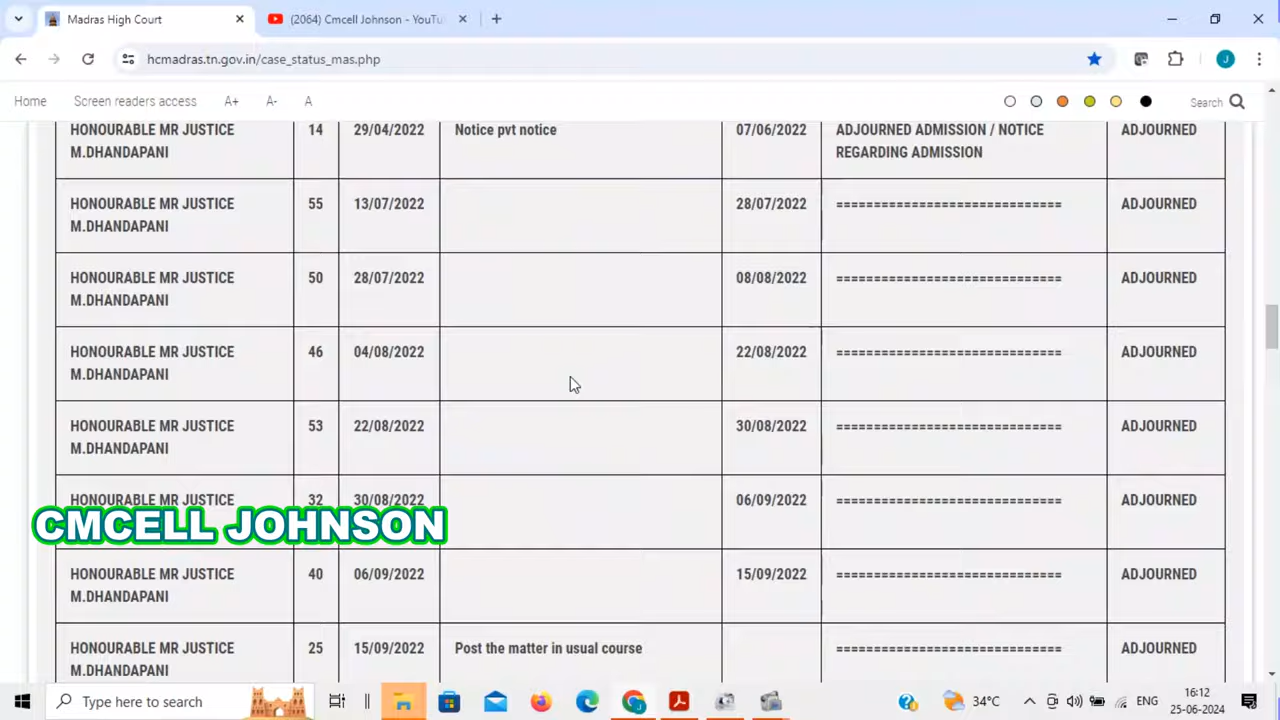 Madras High Court
(2064) Cmcell Johnson - YouTu
hcmadras.tn.gov.in/case_status_mas.php
J
Home Screen readers access A+ A- A Search
HONOURABLE MR JUSTICE M.DHANDAPANI 14 29/04/2022 Notice pvt notice 07/06/2022 ADJOURNED ADMISSION / NOTICE REGARDING ADMISSION ADJOURNED
HONOURABLE MR JUSTICE M.DHANDAPANI 55 13/07/2022 28/07/2022 ============================== ADJOURNED
HONOURABLE MR JUSTICE M.DHANDAPANI 50 28/07/2022 08/08/2022 ============================== ADJOURNED
HONOURABLE MR JUSTICE M.DHANDAPANI 46 04/08/2022 22/08/2022 ============================== ADJOURNED
HONOURABLE MR JUSTICE M.DHANDAPANI 53 22/08/2022 30/08/2022 ============================== ADJOURNED
HONOURABLE MR JUSTICE 32 30/08/2022 06/09/2022 ============================== ADJOURNED
CMCELL JOHNSON
HONOURABLE MR JUSTICE M.DHANDAPANI 40 06/09/2022 15/09/2022 ============================== ADJOURNED
HONOURABLE MR JUSTICE M.DHANDAPANI 25 15/09/2022 Post the matter in usual course ============================== ADJOURNED
Type here to search 34°C ENG 16:12
25-06-2024